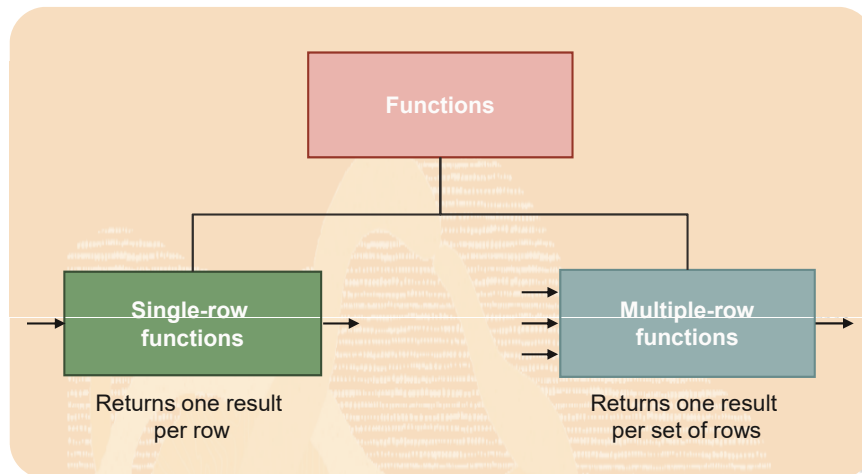 Functions
Single-row
functions
Multiple-row
functions
Returns one result
per row
Returns one result
per set of rows